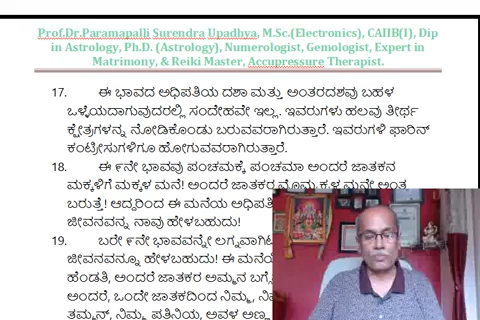 Prof.Dr.Paramapalli Surendra Upadhya, M.Sc.(Electronics), CAIIB(I), Dip
in Astrology, Ph.D. (Astrology), Numerologist, Gemologist, Expert in
Matrimony, & Reiki Master, Accupressure Therapist.
17. ಈ ಭಾವದ ಅಧಿಪತಿಯ ದಶಾ ಮತ್ತು ಅಂತರದಶವು ಬಹಳ
ಒಳ್ಳೆಯದಾಗುವುದರಲ್ಲಿ ಸಂದೇಹವೇ ಇಲ್ಲ. ಇವರುಗಳು ಹಲವು ತೀರ್ಥ
ಕ್ಷೇತ್ರಗಳನ್ನು ನೋಡಿಕೊಂಡು ಬರುವವರಾಗಿರುತ್ತಾರೆ. ಇವರುಗಳಿ ಫಾರಿನ್
ಕಂಟ್ರೀಸುಗಳಿಗೂ ಹೋಗುವವರಾಗಿರುತ್ತಾರೆ.
18. ಈ ೯ನೇ ಭಾವವು ಪಂಚಮಕ್ಕೆ ಪಂಚಮಾ ಅಂದರೆ ಜಾತಕನ
ಮಕ್ಕಳಿಗೆ ಮಕ್ಕಳ ಮನೆ! ಅಂದರೆ ಜಾತಕರ ಮೊಮ್ಮಕ್ಕಳ ಮನೇ ಅಂತ
ಬರುತ್ತೆ! ಆದ್ದರಿಂದ ಈ ಮನೆಯ ಅಧಿಪತಿ
ಜೀವನವನ್ನು ನಾವು ಹೇಳಬಹುದು!
19. ಬರೇ ೯ನೇ ಭಾವವನ್ನೇ ಲಗ್ನವಾಗಿಟ
ಜೀವನವನ್ನೂ ಹೇಳಬಹುದು! ಈ ಮನೆಯ
ಹೆಂಡತಿ, ಅಂದರೆ ಜಾತಕರ ಅಮ್ಮನ ಬಗ್ಗೆ
ಅಂದರೆ, ಒಂದೇ ಜಾತಕದಿಂದ ನಿಮ್ಮ,
ತಮ್ಮನ್, ನಿಮ್ಮ ಪತ್ನಿಯ, ಅವಳ ಅಣ್ಣ